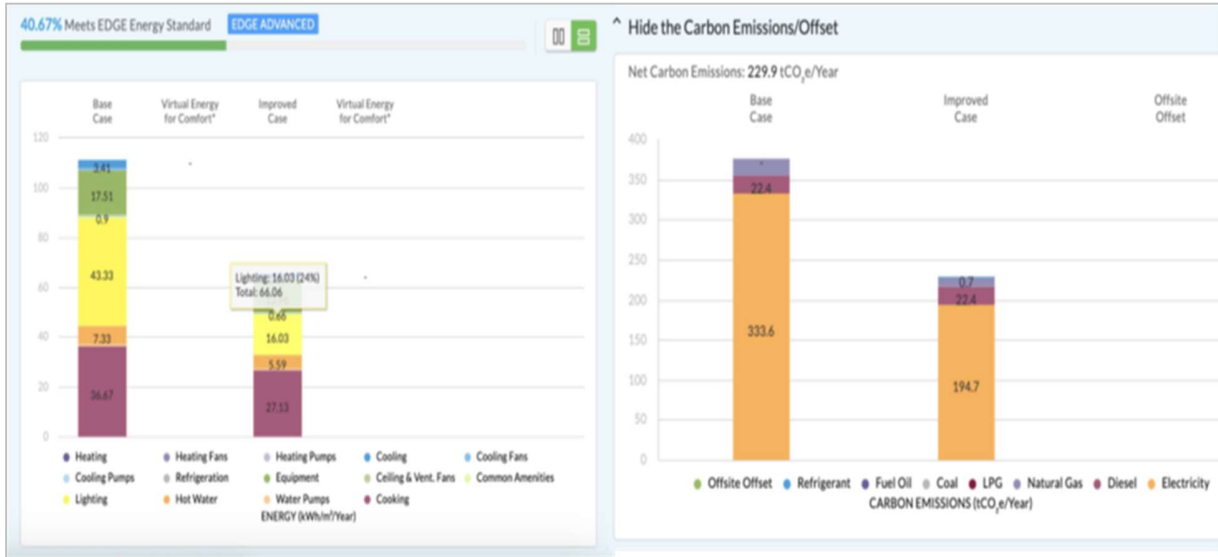 40.67% Meets EDGE Energy Standard EDGE ADVANCED
Base Case
Virtual Energy for Comfort*
Improved Case
Virtual Energy for Comfort*
120
100
80
60
40
20
0
3.41
17.51
0.9
43.33
7.33
36.67
Lighting: 16.03 (24%)
Total: 66.06
0.66
16.03
5.59
27.13
Heating Heating Fans Heating Pumps Cooling Cooling Fans
Cooling Pumps Refrigeration Equipment Ceiling & Vent. Fans Common Amenities
Lighting Hot Water Water Pumps Cooking
ENERGY (kWh/m²/Year)
^ Hide the Carbon Emissions/Offset
Net Carbon Emissions: 229.9 tCO₂e/Year
Base Case
Improved Case
Offsite Offset
400
350
300
250
200
150
100
50
0
22.4
333.6
0.7
22.4
194.7
Offsite Offset Refrigerant Fuel Oil Coal LPG Natural Gas Diesel Electricity
CARBON EMISSIONS (tCO₂e/Year)